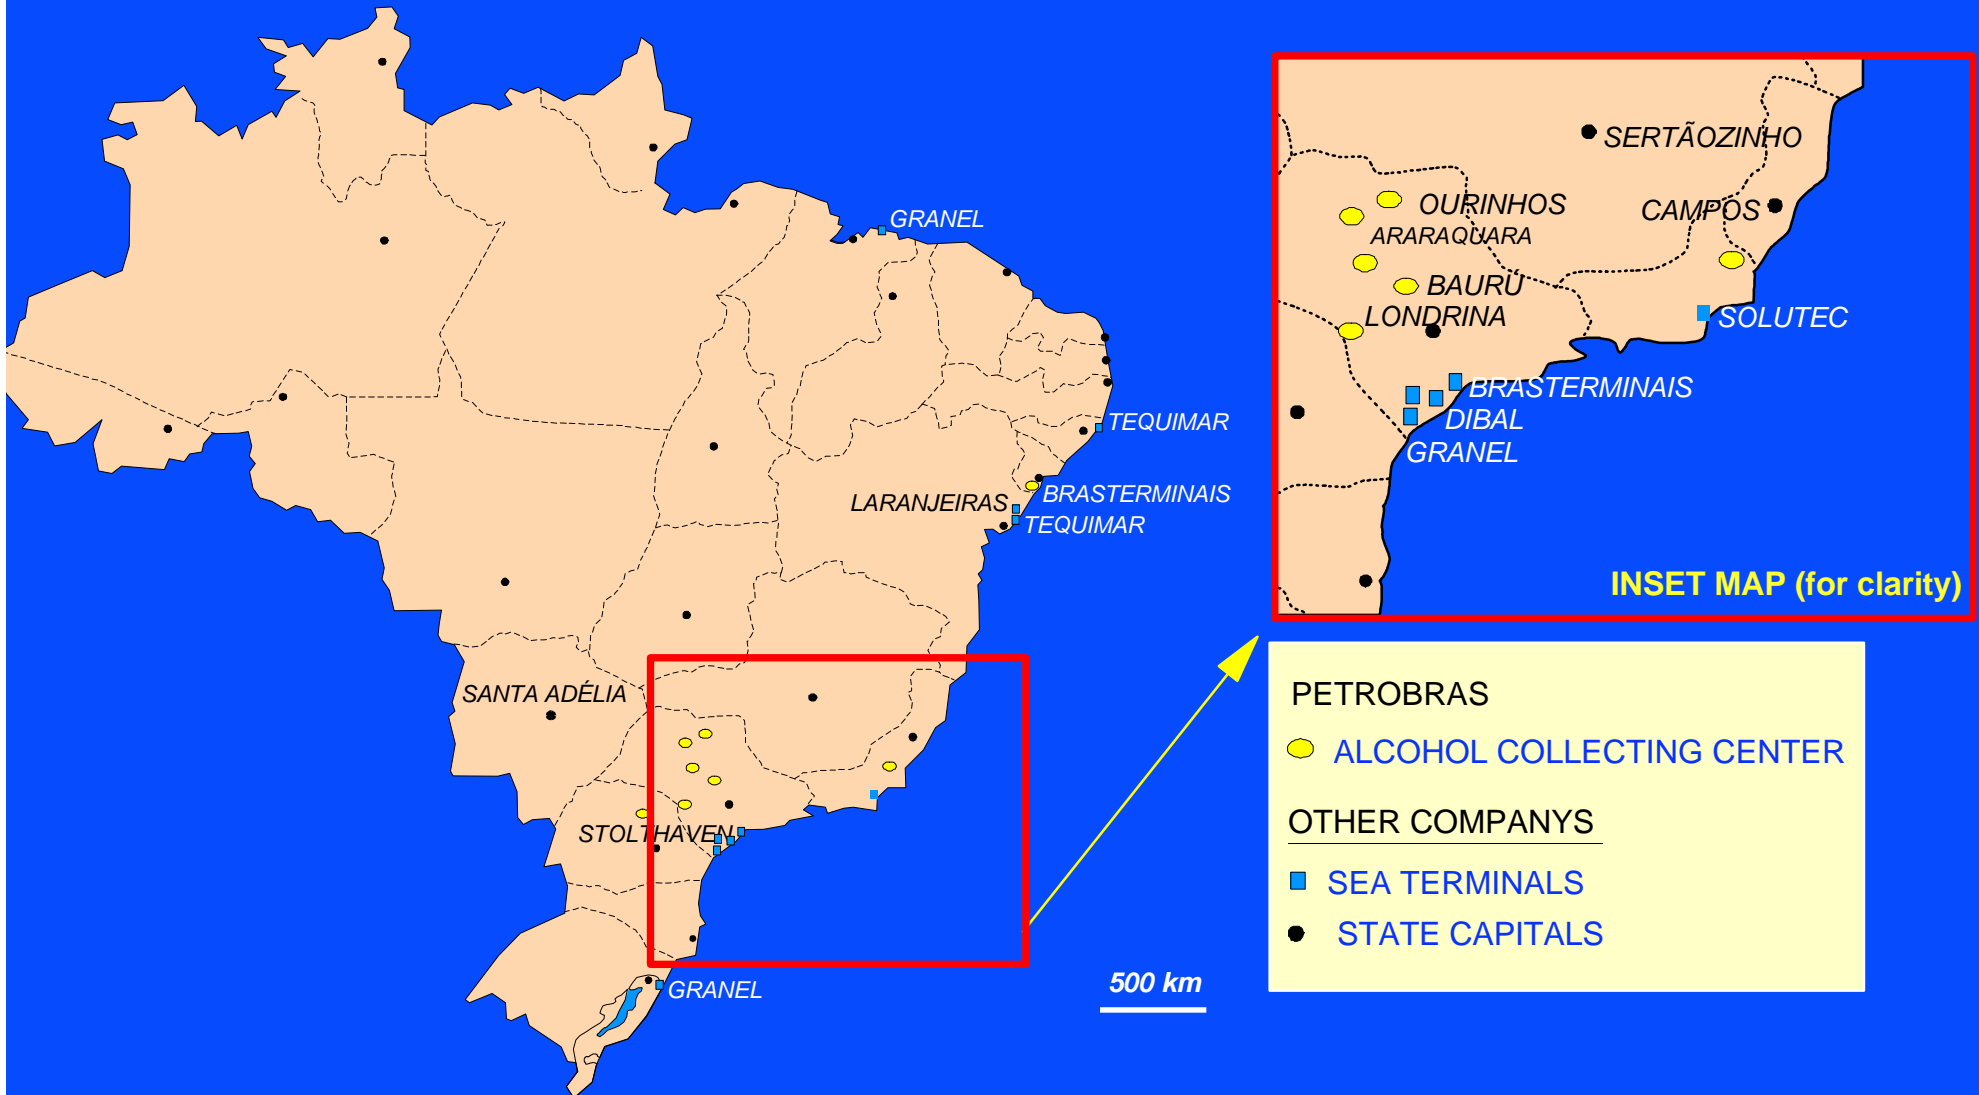 GRANEL
TEQUIMAR
LARANJEIRAS
BRASTERMINAIS
TEQUIMAR
SANTA ADÉLIA
STOLTHAVEN
GRANEL
500 km
SERTÃOZINHO
OURINHOS
CAMPOS
ARARAQUARA
BAURU
LONDRINA
SOLUTEC
BRASTERMINAIS
DIBAL
GRANEL
INSET MAP (for clarity)
PETROBRAS
ALCOHOL COLLECTING CENTER
OTHER COMPANYS
SEA TERMINALS
STATE CAPITALS